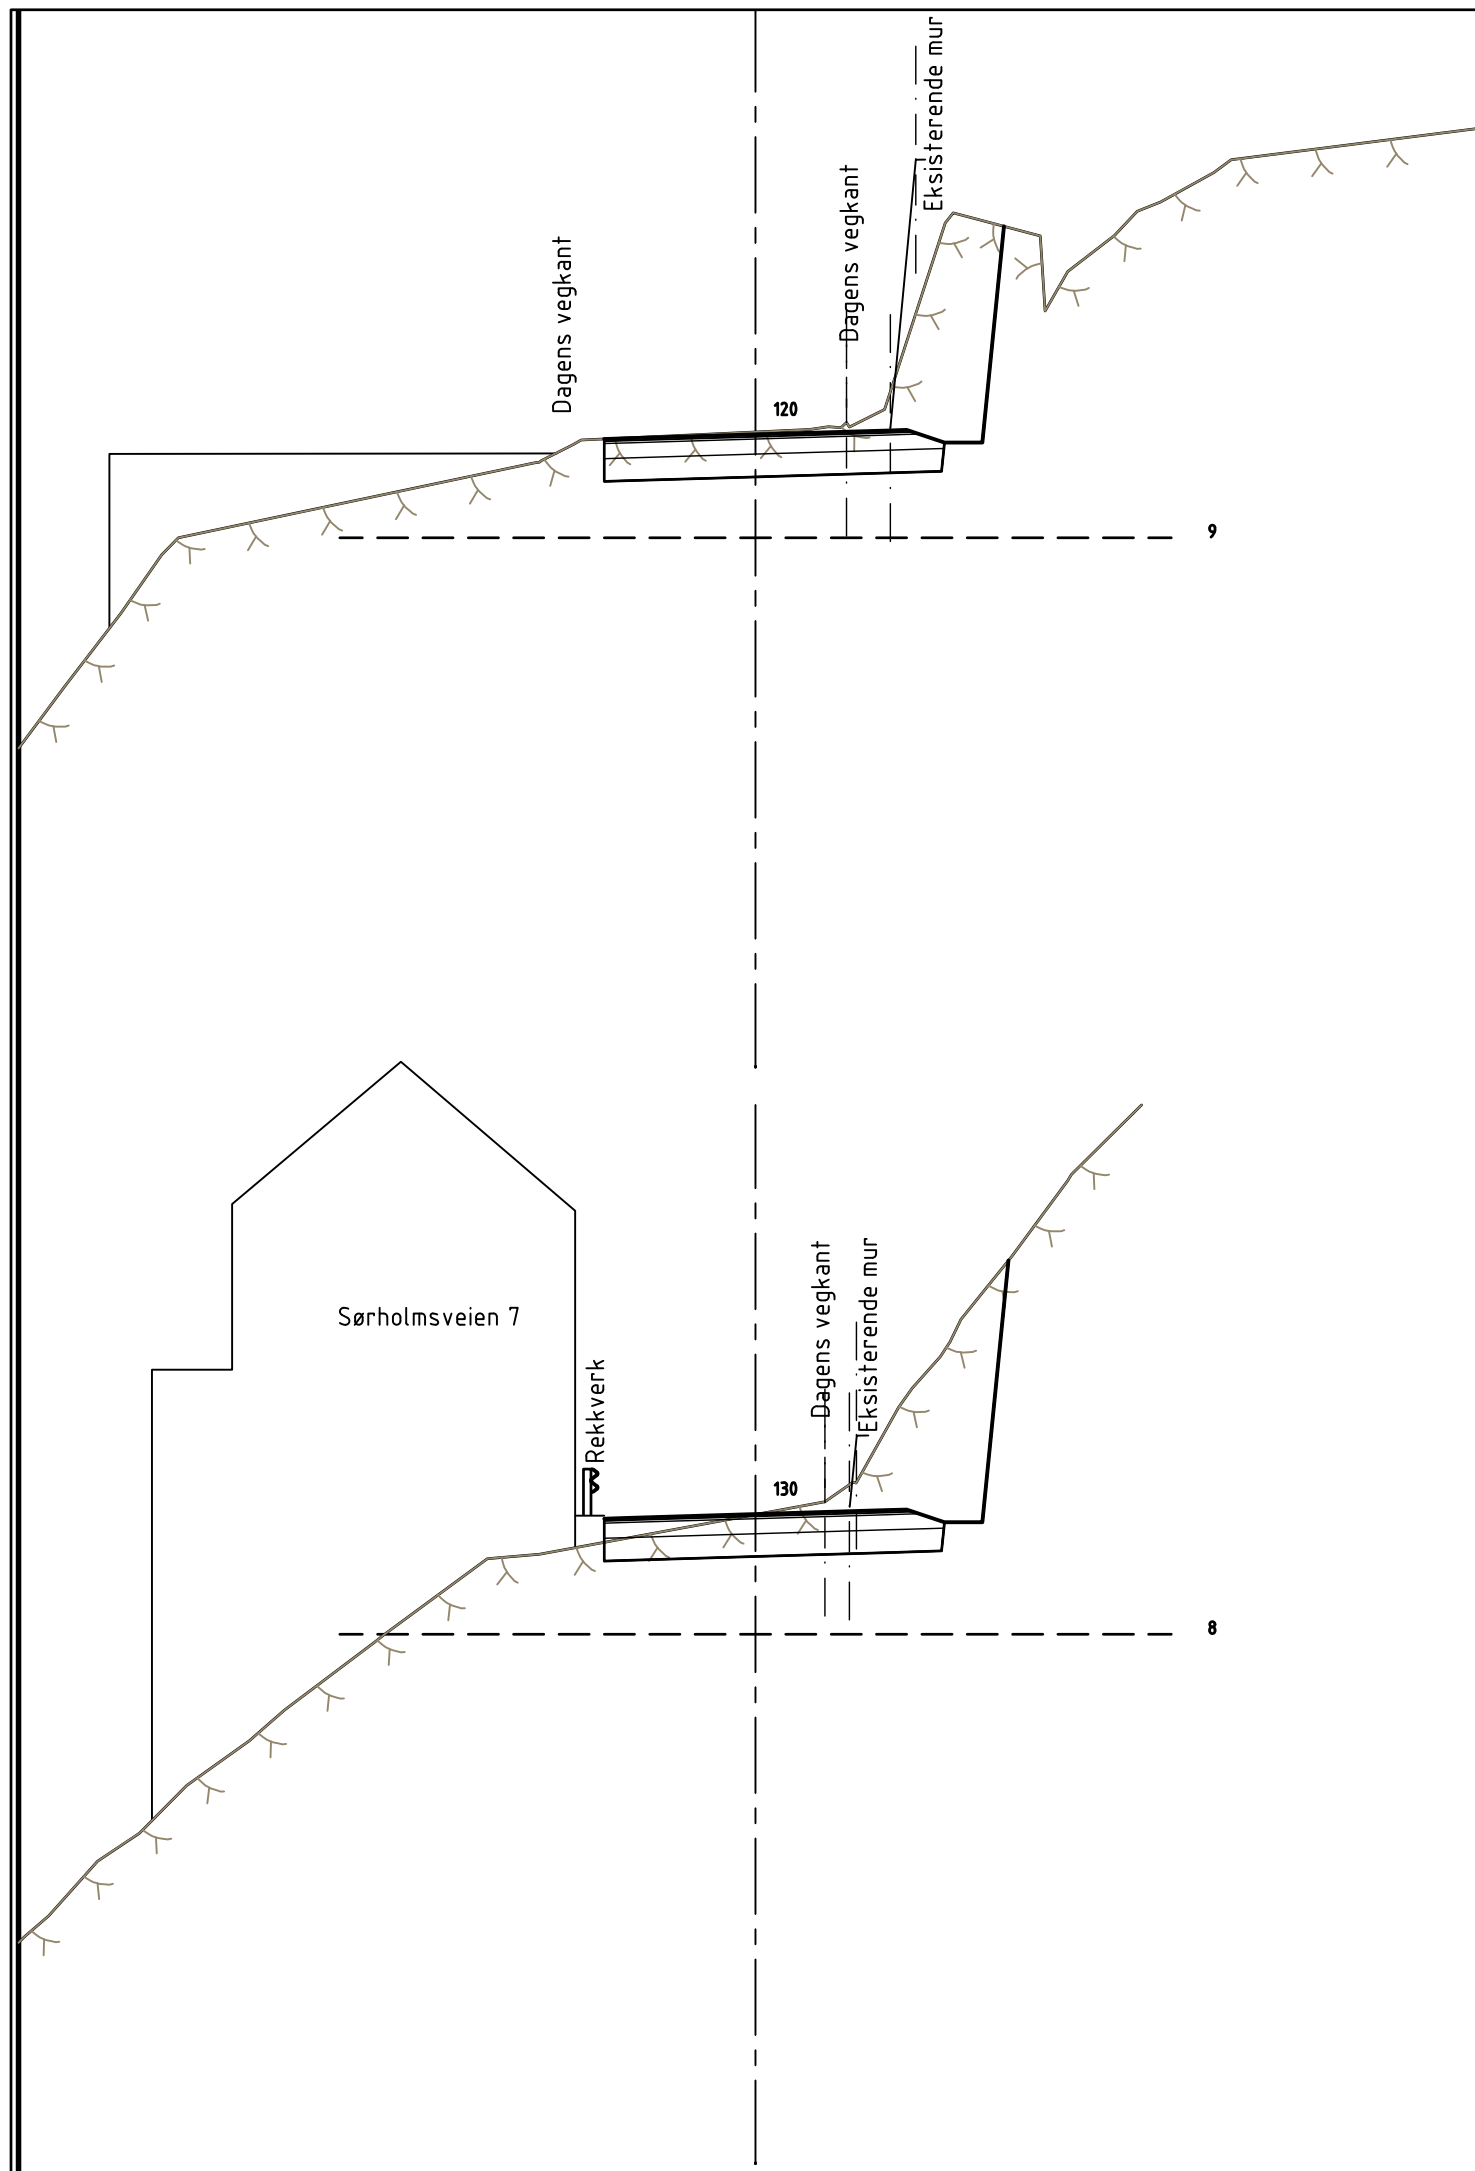 Eksisterende mur
Dagens vegkant
Dagens vegkant
120
9
Sørholmsveien 7
Rekkverk
Dagens vegkant
Eksisterende mur
130
8